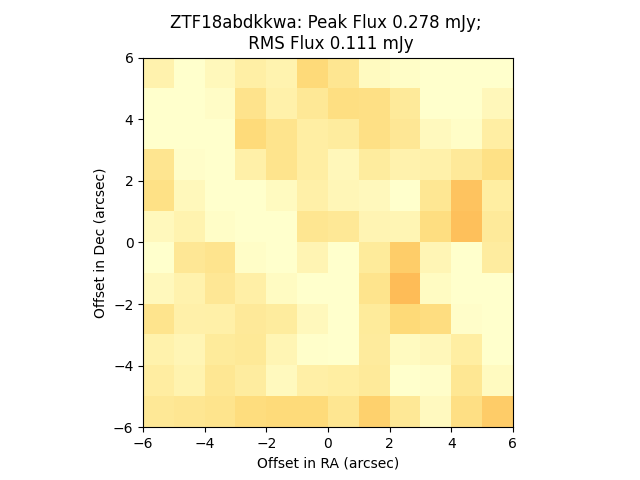 ZTF18abdkkwa: Peak Flux 0.278 mJy;
RMS Flux 0.111 mJy
6
4
2
0
−2
−4
−6
Offset in Dec (arcsec)
−6 −4 −2 0 2 4 6
Offset in RA (arcsec)